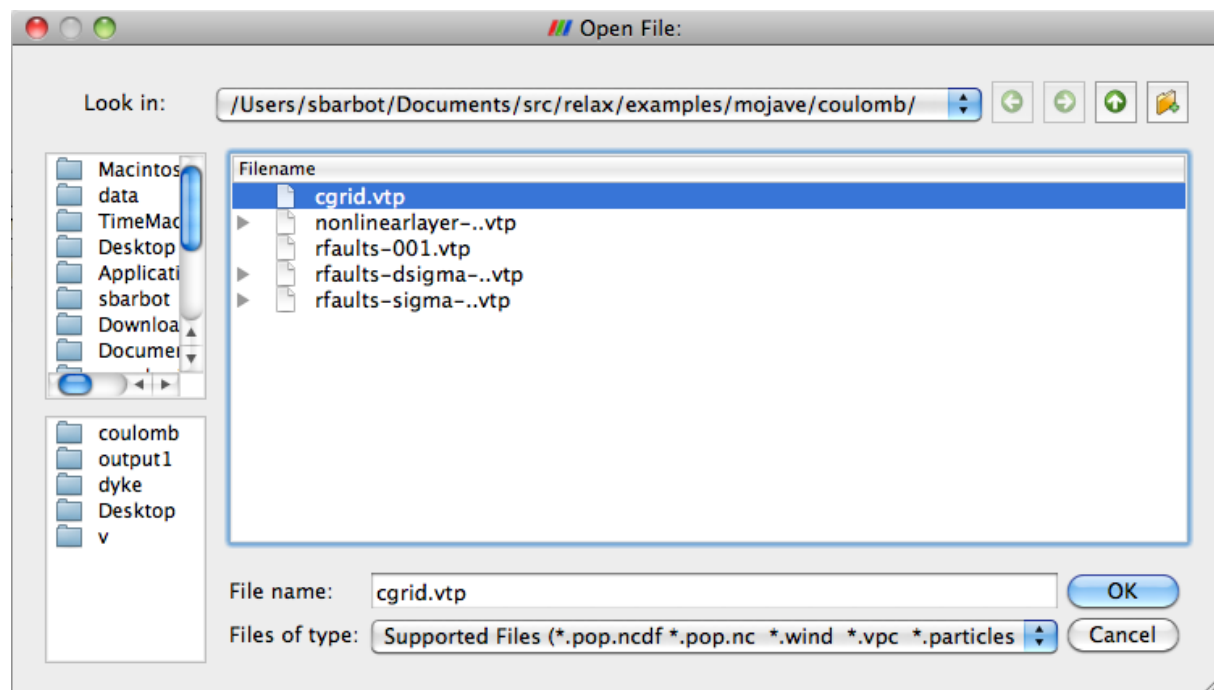 Open File:
Look in:
/Users/sbarbot/Documents/src/relax/examples/mojave/coulomb/
Macintos
data
TimeMac
Desktop
Applicati
sbarbot
Downloa
Docume
Filename
cgrid.vtp
nonlinearlayer-..vtp
rfaults-001.vtp
rfaults-dsigma-..vtp
rfaults-sigma-..vtp
coulomb
output1
dyke
Desktop
v
File name:
cgrid.vtp
OK
Files of type:
Supported Files (*.pop.ncdf *.pop.nc *.wind *.vpc *.particles
Cancel